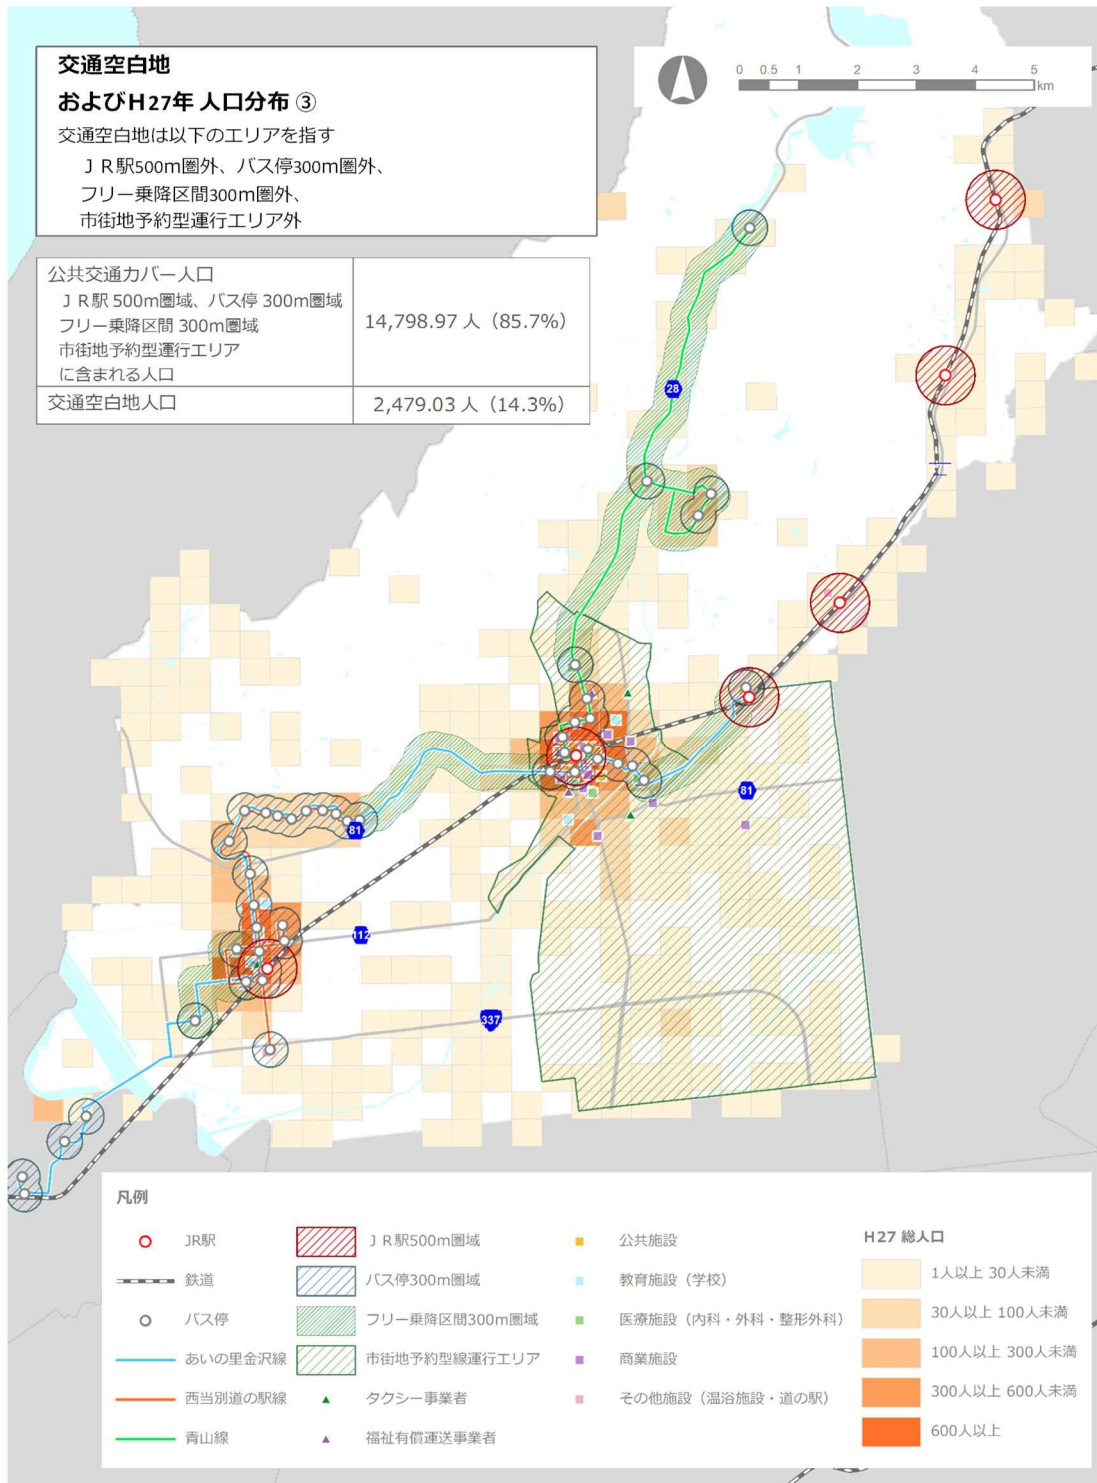 交通空白地
およびH27年 人口分布 ③
交通空白地は以下のエリアを指す
ＪＲ駅500m圏外、バス停300m圏外、
フリー乗降区間300m圏外、
市街地予約型運行エリア外
0 0.5 1 2 3 4 5
km
公共交通カバー人口
ＪＲ駅 500m圏域、バス停 300m圏域
フリー乗降区間 300m圏域
市街地予約型運行エリア
に含まれる人口
14,798.97 人（85.7%）
交通空白地人口
2,479.03 人（14.3%）
28
81
81
112
337
凡例
JR駅
鉄道
バス停
あいの里金沢線
西当別道の駅線
青山線
ＪＲ駅500m圏域
バス停300m圏域
フリー乗降区間300m圏域
市街地予約型線運行エリア
タクシー事業者
福祉有償運送事業者
公共施設
教育施設（学校）
医療施設（内科・外科・整形外科）
商業施設
その他施設（温浴施設・道の駅）
H27 総人口
1人以上 30人未満
30人以上 100人未満
100人以上 300人未満
300人以上 600人未満
600人以上